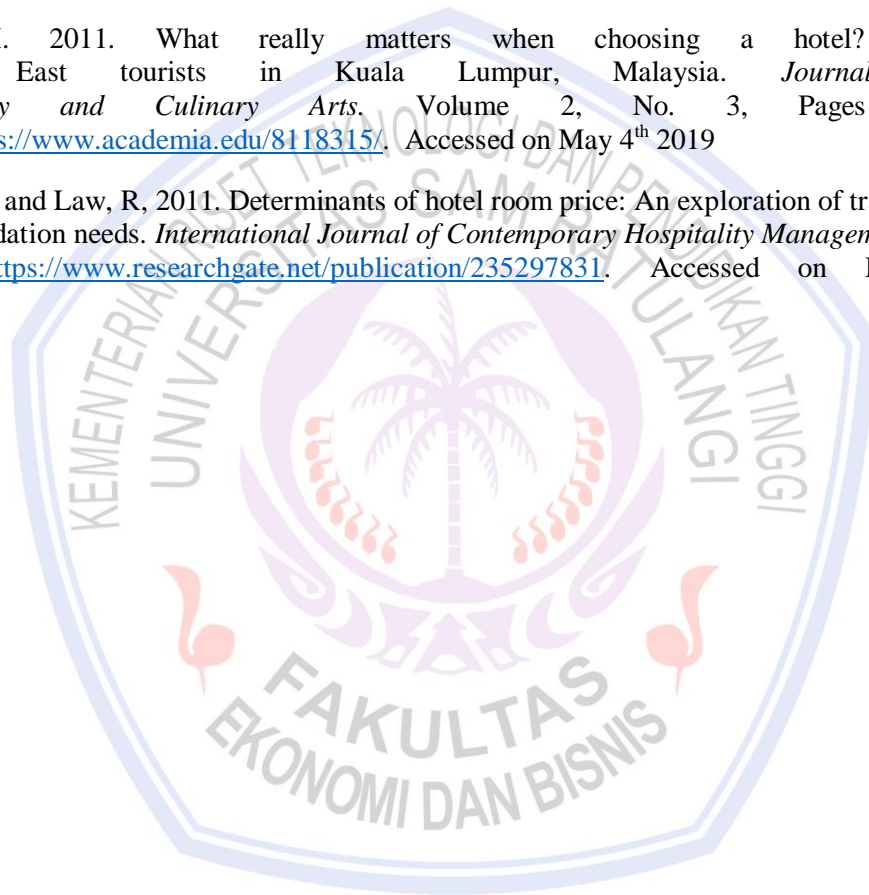 2011. What really matters when choosing a hotel?
East tourists in Kuala Lumpur, Malaysia. Journal
and Culinary Arts. Volume 2, No. 3, Pages
s://www.academia.edu/8118315/. Accessed on May 4th 2019
and Law, R, 2011. Determinants of hotel room price: An exploration of
needs. International Journal of Contemporary Hospitality
ttps://www.researchgate.net/publication/235297831. Accessed on
KEMENTERIAN RISET TEKNOLOGI DAN PENDIDIKAN TINGGI
UNIVERSITAS SAM RATULANGI
FAKULTAS
EKONOMI DAN BISNIS